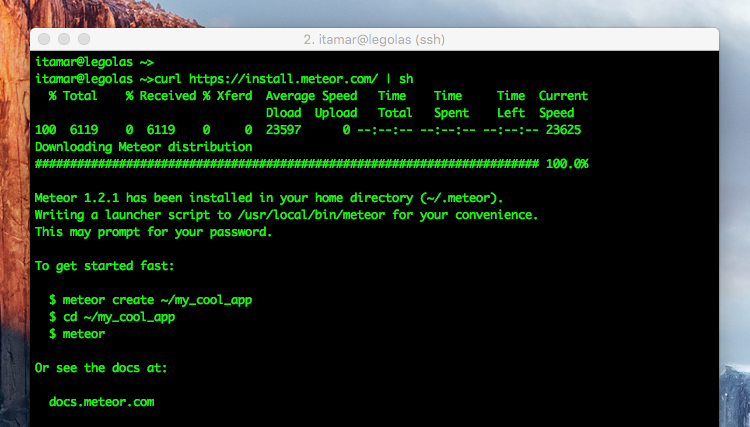 2. itamar@legolas (ssh)
itamar@legolas ~>
itamar@legolas ~>curl https://install.meteor.com/ | sh
  % Total    % Received % Xferd  Average Speed   Time    Time     Time  Current
                                 Dload  Upload   Total   Spent    Left  Speed
100  6119    0  6119    0     0  23597      0 --:--:-- --:--:-- --:--:-- 23625
Downloading Meteor distribution
######################################################################## 100.0%
Meteor 1.2.1 has been installed in your home directory (~/.meteor).
Writing a launcher script to /usr/local/bin/meteor for your convenience.
This may prompt for your password.
To get started fast:
  $ meteor create ~/my_cool_app
  $ cd ~/my_cool_app
  $ meteor
Or see the docs at:
  docs.meteor.com